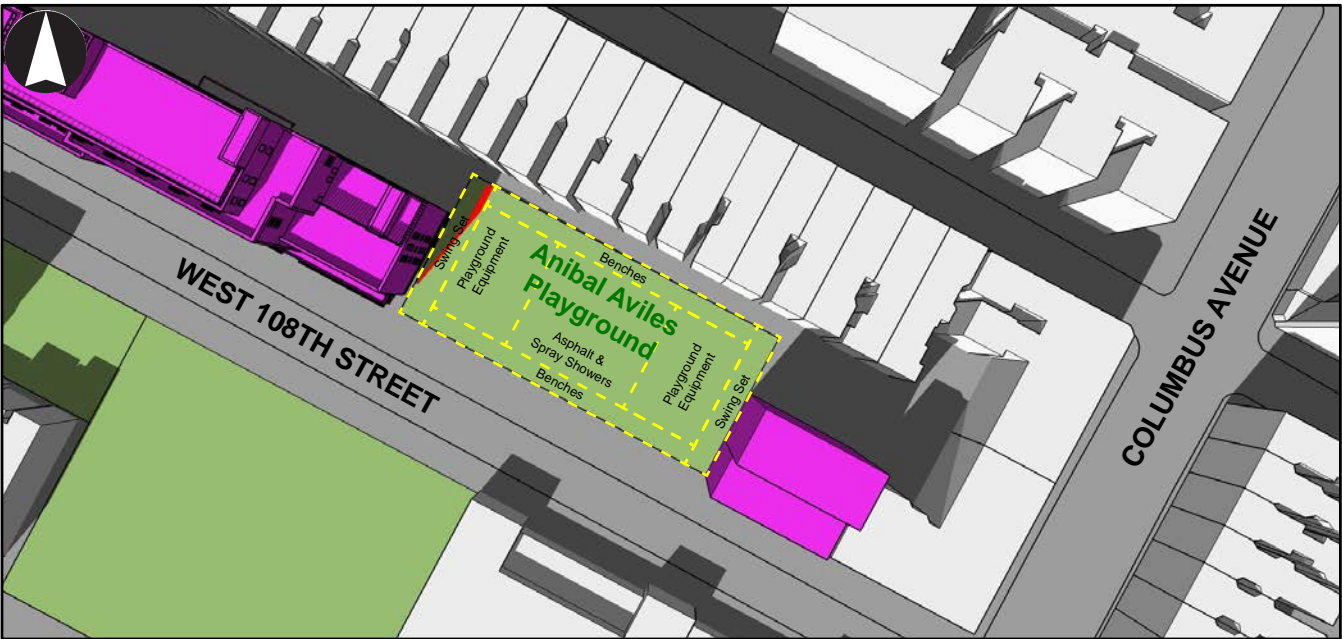 Swing Set
Playground
Equipment
Benches
Anibal Aviles
Playground
Asphalt &
Spray Showers
Benches
Playground
Equipment
Swing Set
WEST 108TH STREET
COLUMBUS AVENUE